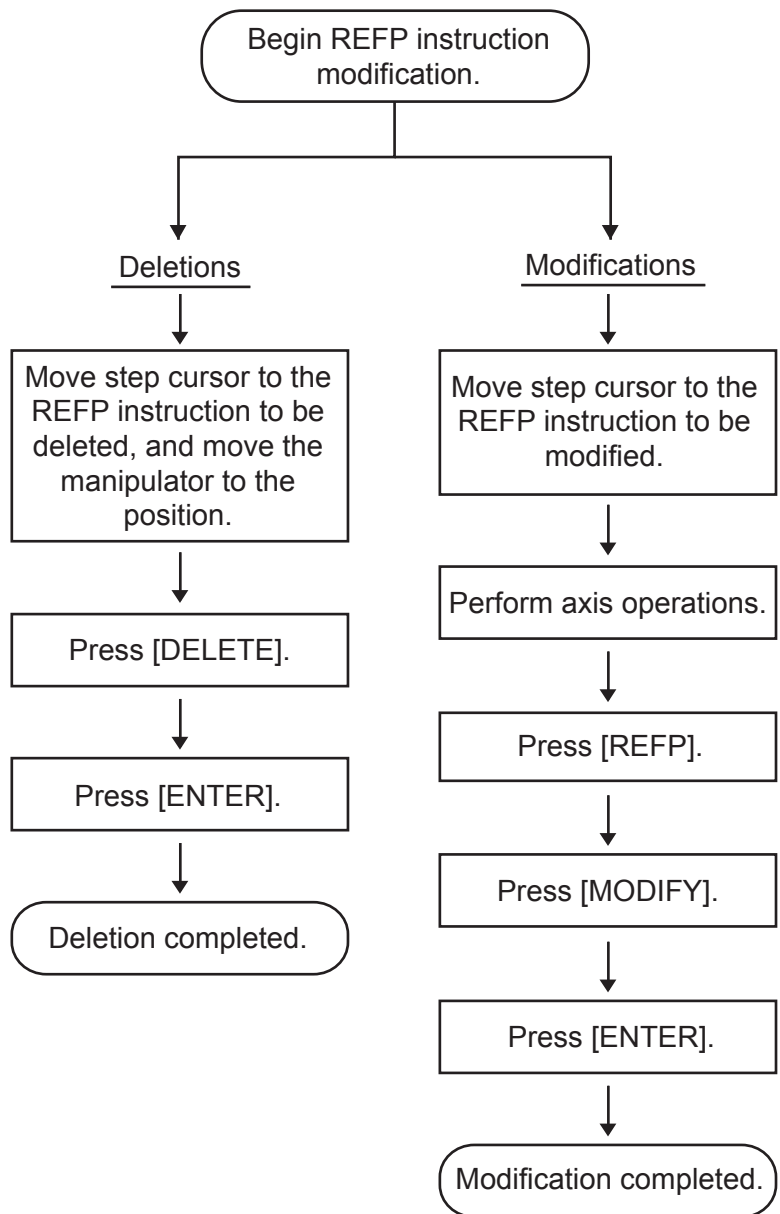 Begin REFP instruction
modification.
Deletions
Move step cursor to the
REFP instruction to be
deleted, and move the
manipulator to the
position.
Press [DELETE].
Press [ENTER].
Deletion completed.
Modifications
Move step cursor to the
REFP instruction to be
modified.
Perform axis operations.
Press [REFP].
Press [MODIFY].
Press [ENTER].
Modification completed.